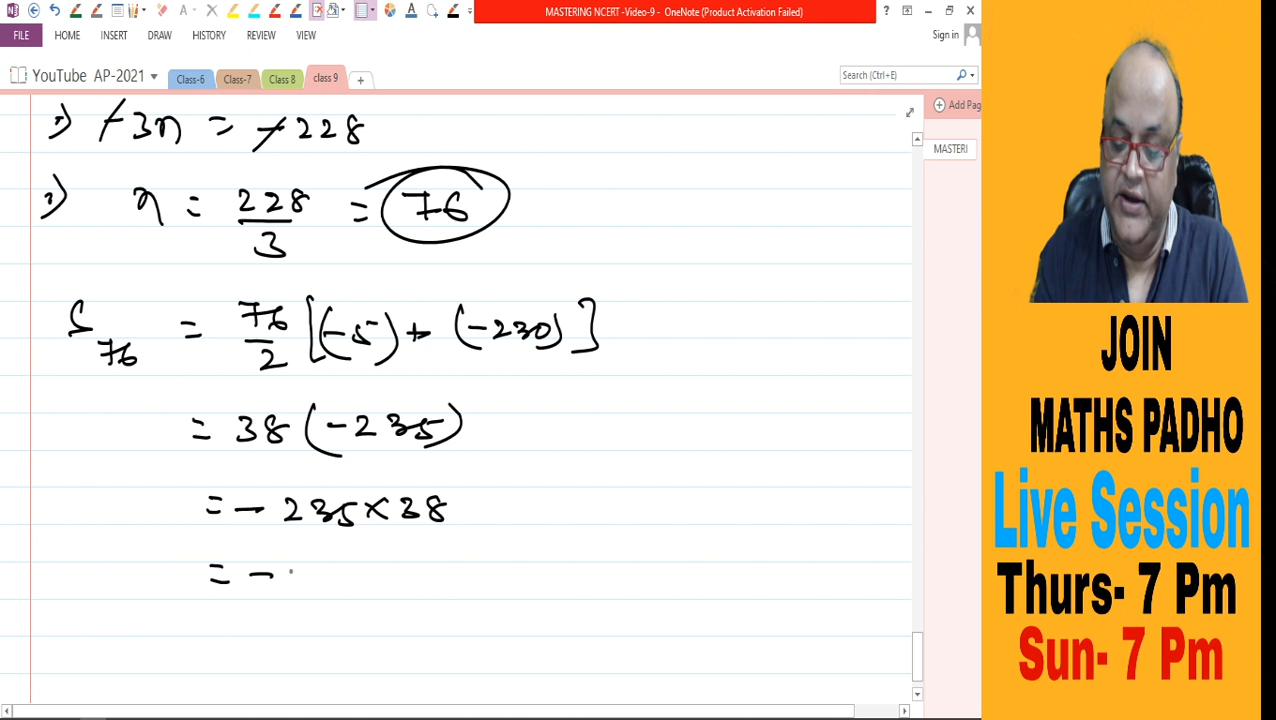 MASTERING NCERT -Video-9 - OneNote (Product Activation Failed)
FILE HOME INSERT DRAW HISTORY REVIEW VIEW Sign in
YouTube AP-2021 Class-6 Class-7 Class 8 class 9 Search (Ctrl+E)
Add Pag
MASTERI
⇒ -3n = -228
⇒ n = 228/3 = 76
S76 = 76/2 [(-5) + (-230)]
= 38 (-235)
= - 235 × 38
= -
JOIN
MATHS PADHO
Live Session
Thurs- 7 Pm
Sun- 7 Pm